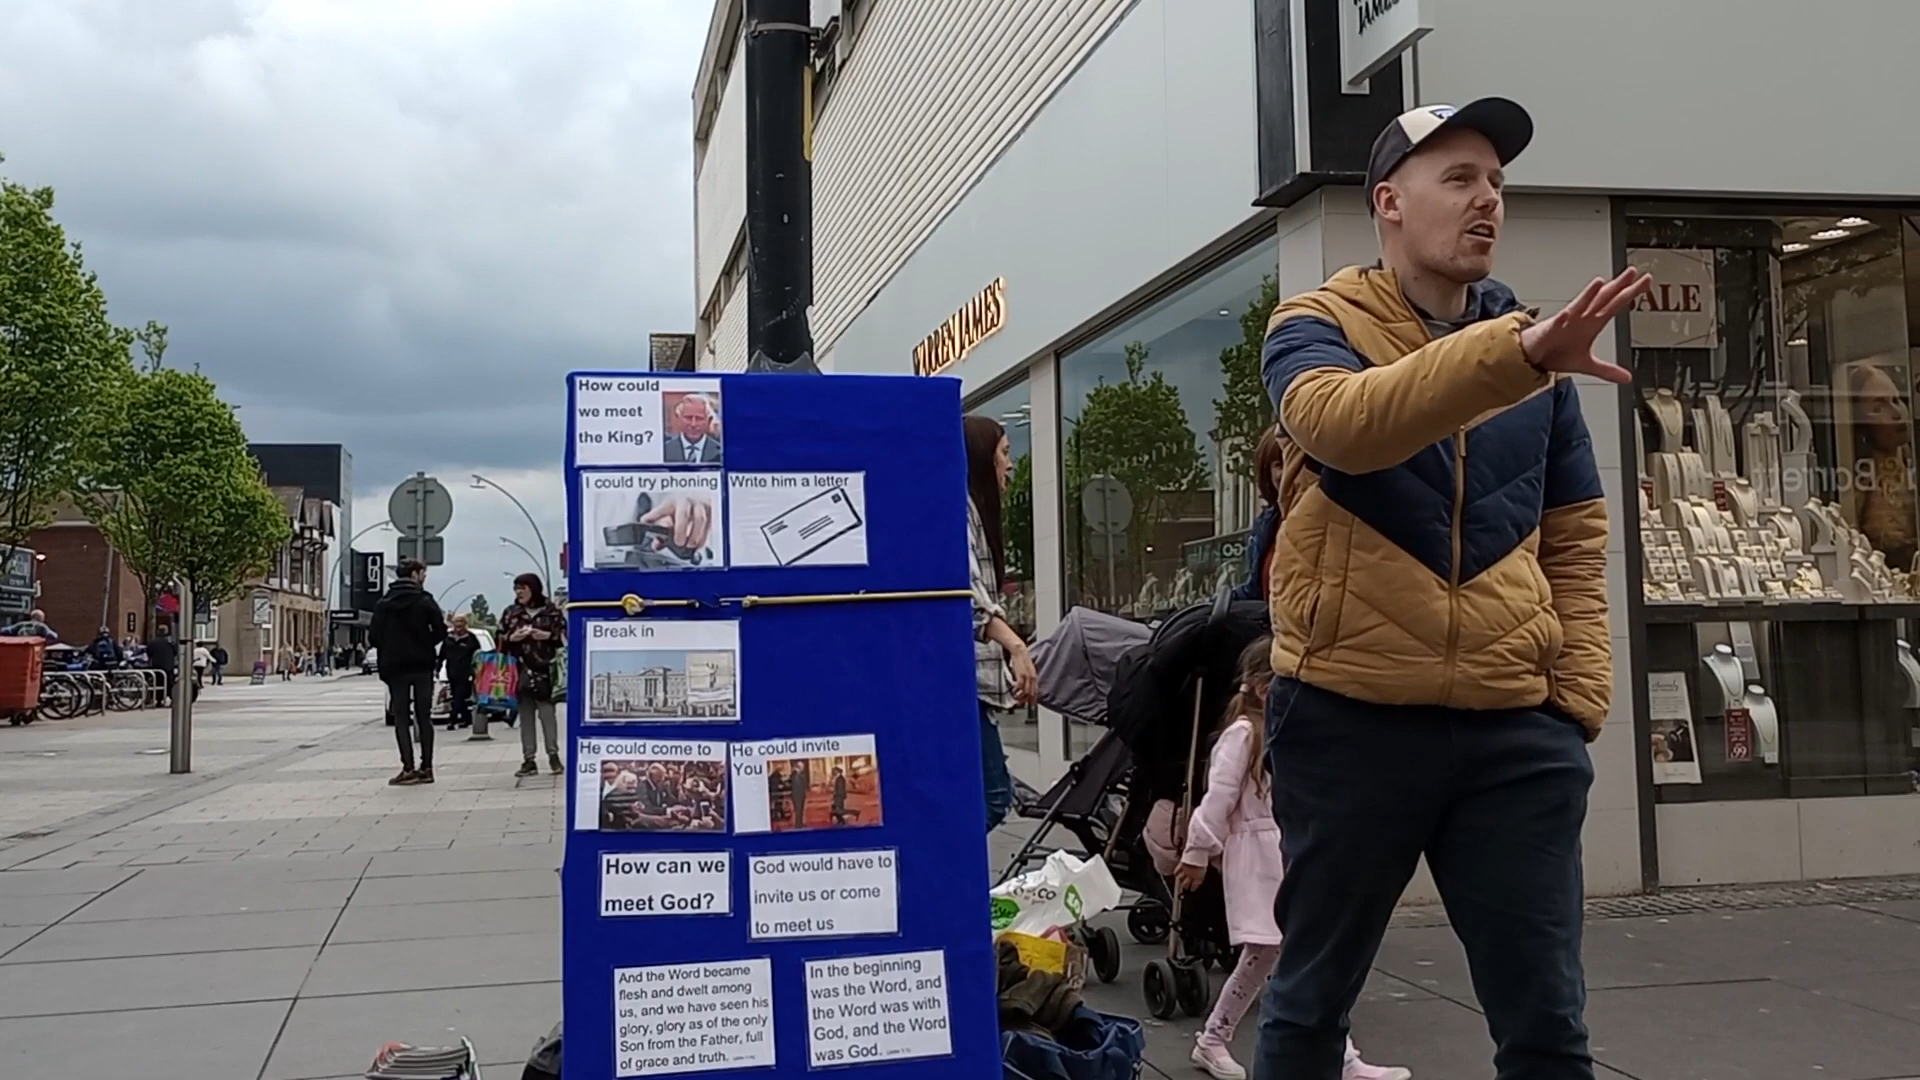 JAMES
WARREN JAMES
SALE
USC
How could
we meet
the King?
I could try phoning
Write him a letter
Break in
He could come to
us
He could invite
You
How can we
meet God?
God would have to
invite us or come
to meet us
And the Word became
flesh and dwelt among
us, and we have seen his
glory, glory as of the only
Son from the Father, full
of grace and truth.
In the beginning
was the Word, and
the Word was with
God, and the Word
was God.